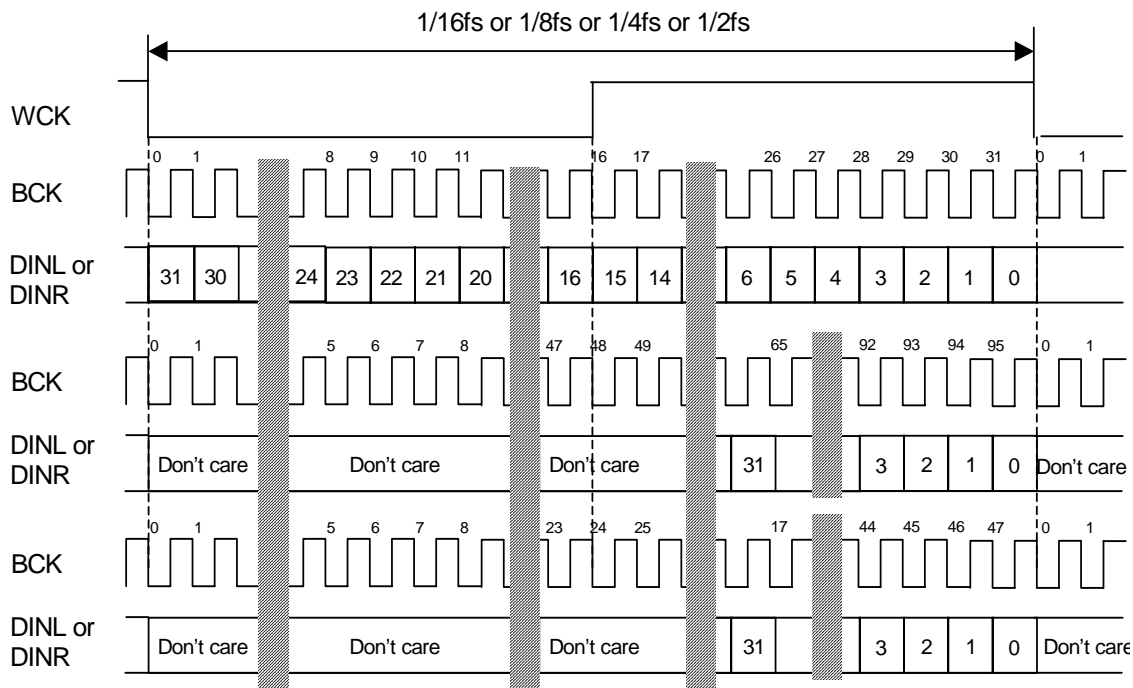 1/16fs or 1/8fs or 1/4fs or 1/2fs
WCK
0 1 8 9 10 11 16 17 26 27 28 29 30 31 0 1
BCK
DINL or
DINR
31 30 24 23 22 21 20 16 15 14 6 5 4 3 2 1 0
0 1 5 6 7 8 47 48 49 65 92 93 94 95 0 1
BCK
DINL or
DINR
Don't care Don't care Don't care 31 3 2 1 0 Don't care
0 1 5 6 7 8 23 24 25 17 44 45 46 47 0 1
BCK
DINL or
DINR
Don't care Don't care Don't care 31 3 2 1 0 Don't care